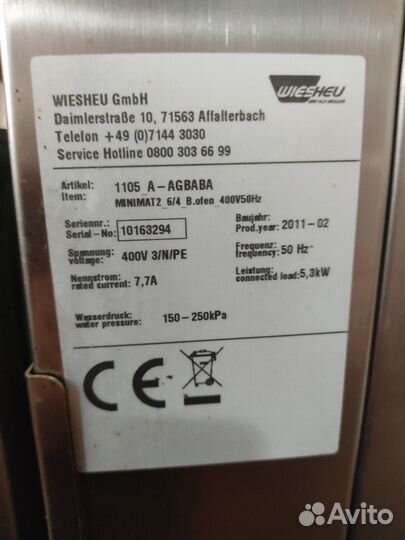 WIESHEU GmbH
Daimlerstraße 10, 71563 Affalterbach
Telefon +49 (0)7144 3030
Service Hotline 0800 303 66 99
WIESHEU
Artikel: 1105_A-AGBABA
Item: MINIMAT2_6/4_B.ofen_400V50Hz
Seriennr.: Baujahr:
Serial-No: 10163294 Prod.year: 2011-02
Spannung Frequenz:
voltage: 400V 3/N/PE frequency: 50 Hz
Nennstrom: Leistung:
rated current: 7,7A connected load: 5,3kW
Wasserdruck:
water pressure: 150-250kPa
CE
Avito